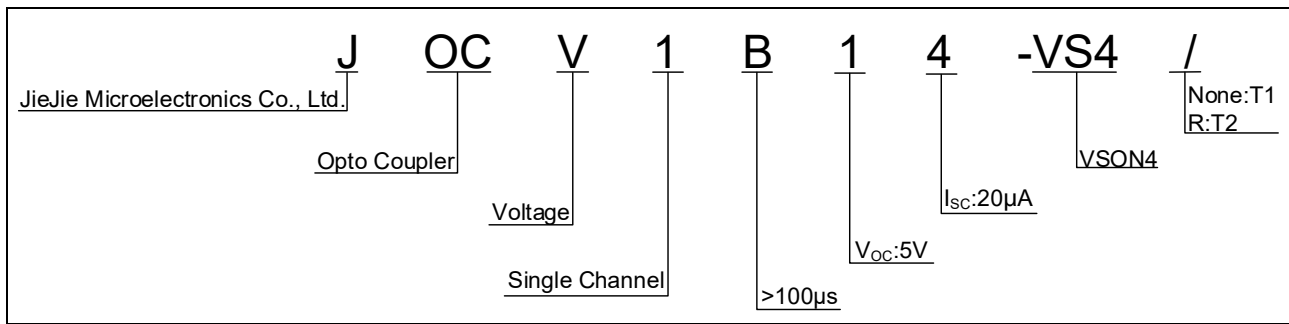 J OC V 1 B 1 4 -VS4 /
JieJie Microelectronics Co., Ltd.
None:T1
R:T2
Opto Coupler
VSON4
I_SC:20µA
Voltage
V_OC:5V
Single Channel
>100µs